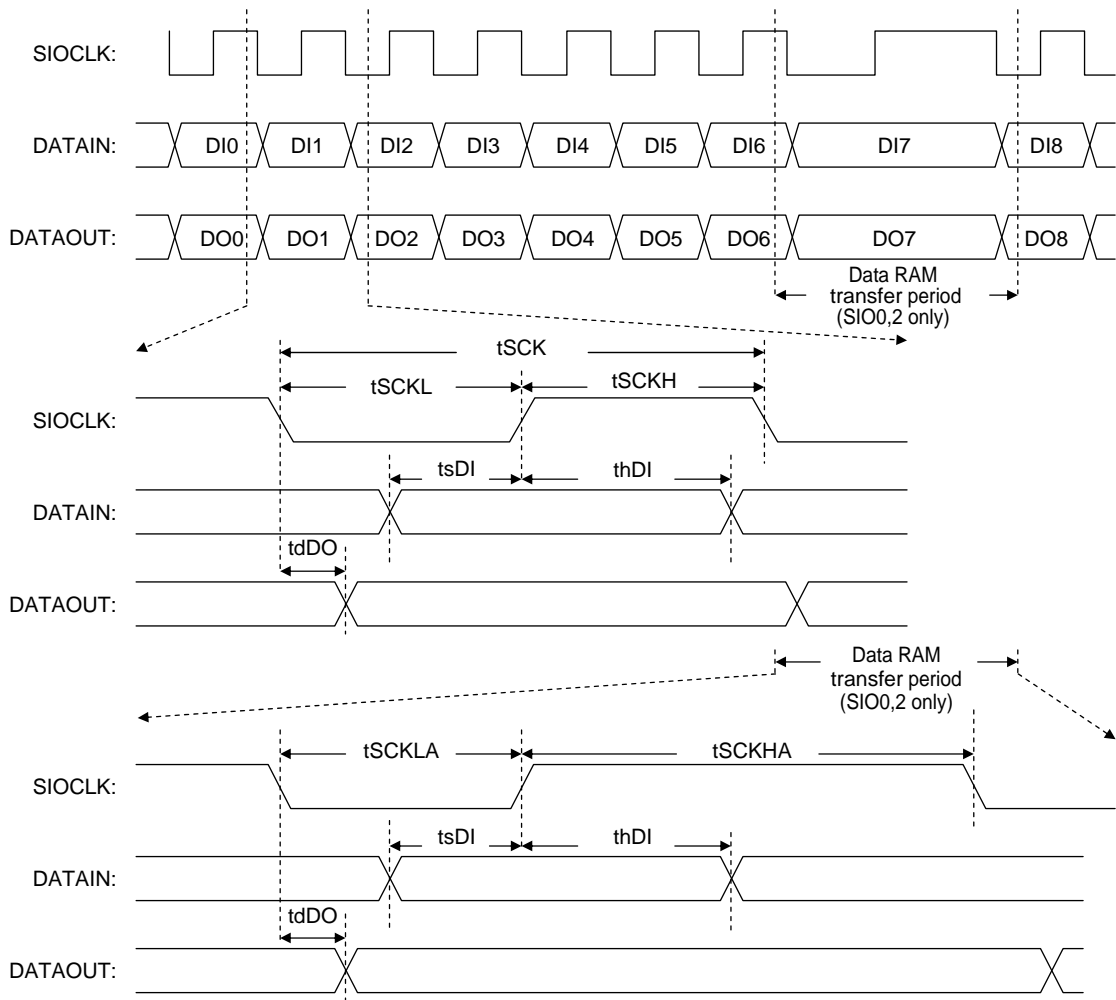 SIOCLK:
DATAIN: DI0 DI1 DI2 DI3 DI4 DI5 DI6 DI7 DI8
DATAOUT: DO0 DO1 DO2 DO3 DO4 DO5 DO6 DO7 DO8
Data RAM
transfer period
(SIO0,2 only)
tSCK
tSCKL tSCKH
SIOCLK:
tsDI thDI
DATAIN:
tdDO
DATAOUT:
Data RAM
transfer period
(SIO0,2 only)
tSCKLA tSCKHA
SIOCLK:
tsDI thDI
DATAIN:
tdDO
DATAOUT: